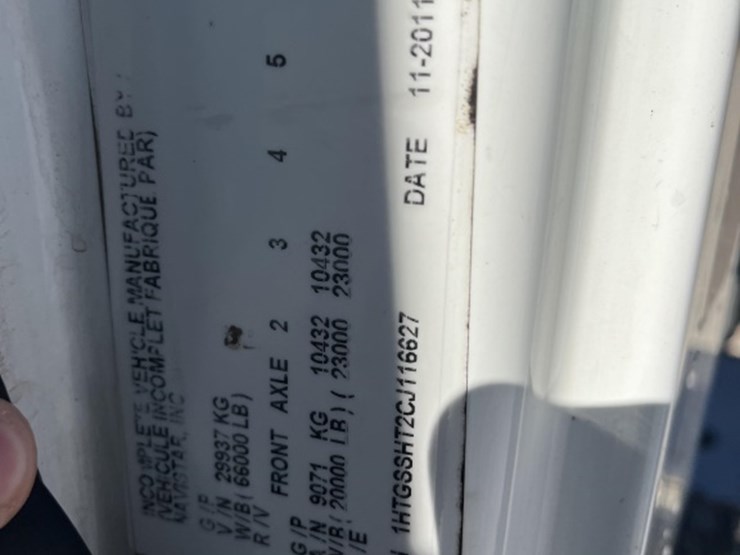 INCOMPLETE VEHICLE MANUFACTURED BY
(VEHICULE INCOMPLET FABRIQUE PAR)
NAVISTAR, INC
G/P
V/N 29937 KG
W/B( 66000 LB)
R/V FRONT AXLE 2 3 4 5
G/P
/N 9071 KG 10432 10432
/R( 20000 LB)( 23000 23000
/E
1HTGSSHT2CJ116627 DATE 11-2011